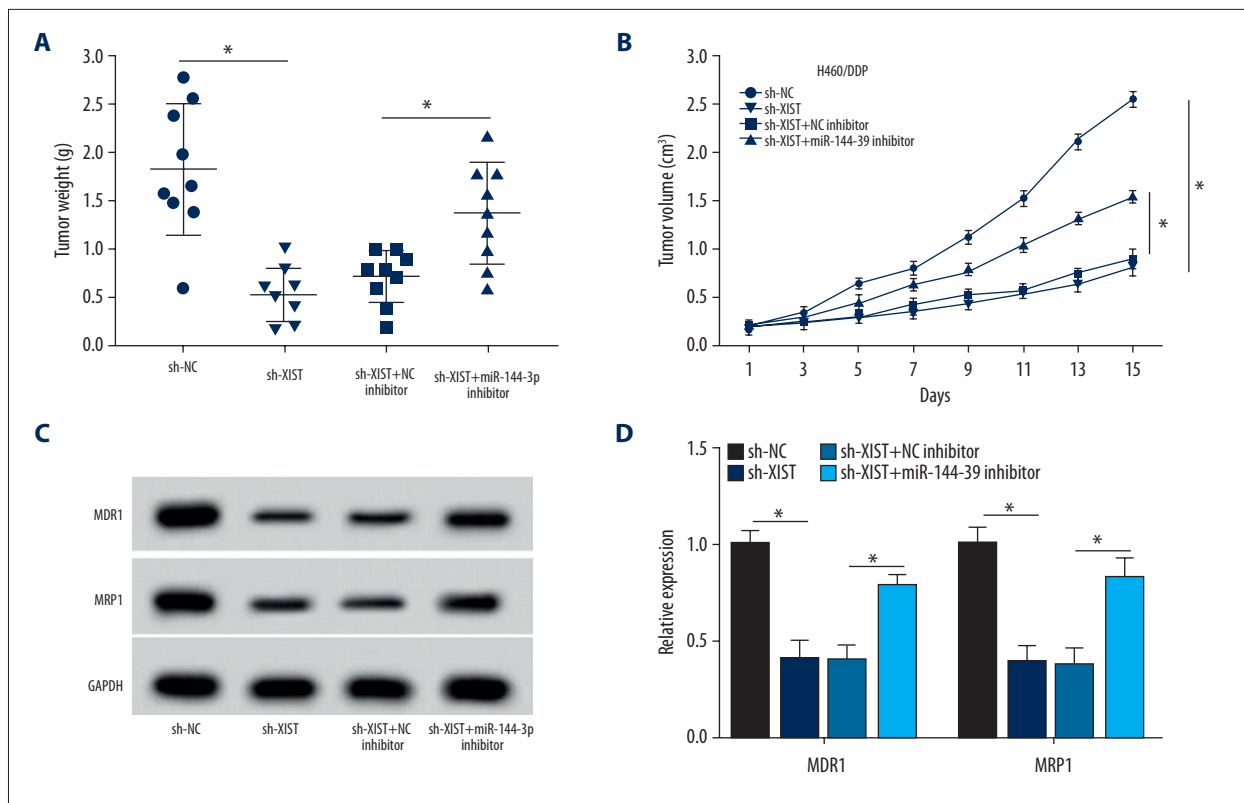 A
Tumor weight (g)
3.0
2.5
2.0
1.5
1.0
0.5
0.0
*
*
sh-NC
sh-XIST
sh-XIST+NC
inhibitor
sh-XIST+miR-144-3p
inhibitor
B
Tumor volume (cm³)
3.0
2.5
2.0
1.5
1.0
0.5
0.0
H460/DDP
sh-NC
sh-XIST
sh-XIST+NC inhibitor
sh-XIST+miR-144-39 inhibitor
*
*
1 3 5 7 9 11 13 15
Days
C
MDR1
MRP1
GAPDH
sh-NC
sh-XIST
sh-XIST+NC
inhibitor
sh-XIST+miR-144-3p
inhibitor
D
Relative expression
1.5
1.0
0.5
0.0
sh-NC
sh-XIST
sh-XIST+NC inhibitor
sh-XIST+miR-144-39 inhibitor
*
*
*
*
MDR1
MRP1